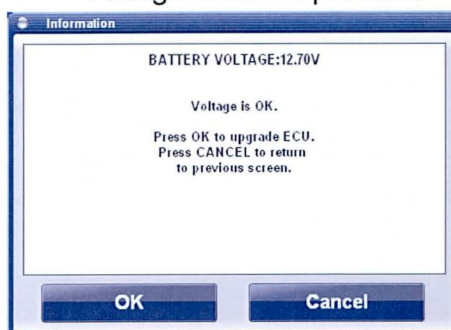 Information
BATTERY VOLTAGE:12.70V
Voltage is OK.
Press OK to upgrade ECU.
Press CANCEL to return
to previous screen.
OK
Cancel